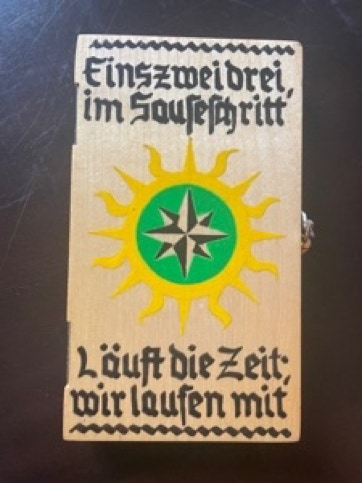 Einszweidrei,
im Sauseschritt
Läuft die Zeit;
wir laufen mit